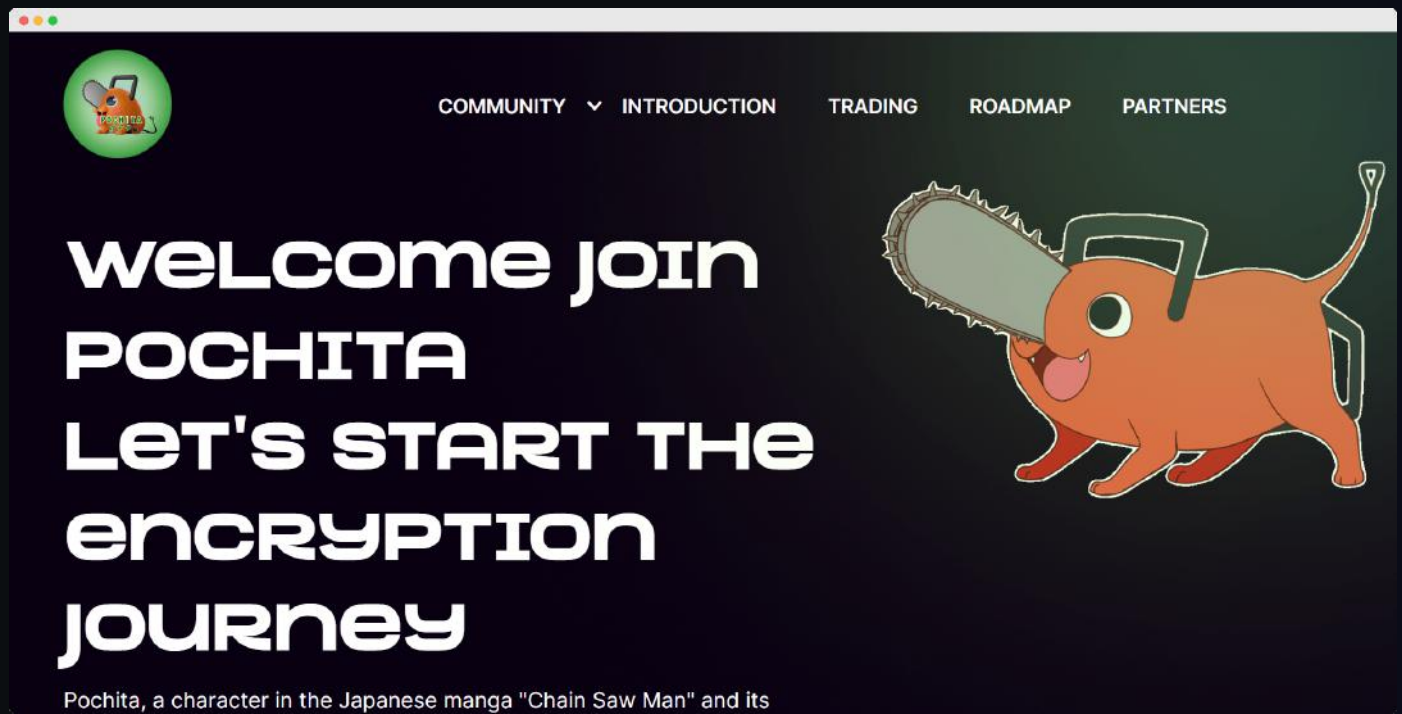 POCHITA
COMMUNITY INTRODUCTION TRADING ROADMAP PARTNERS
WELCOME JOIN
POCHITA
LET'S START THE
ENCRYPTION
JOURNEY
Pochita, a character in the Japanese manga "Chain Saw Man" and its